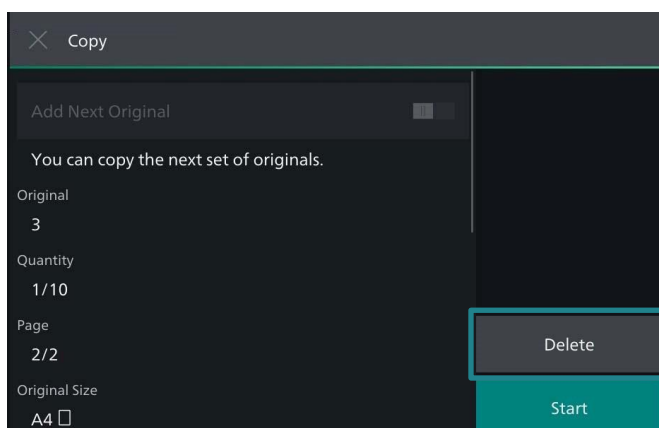 Copy
Add Next Original
You can copy the next set of originals.
Original
3
Quantity
1/10
Page
2/2
Original Size
A4
Delete
Start